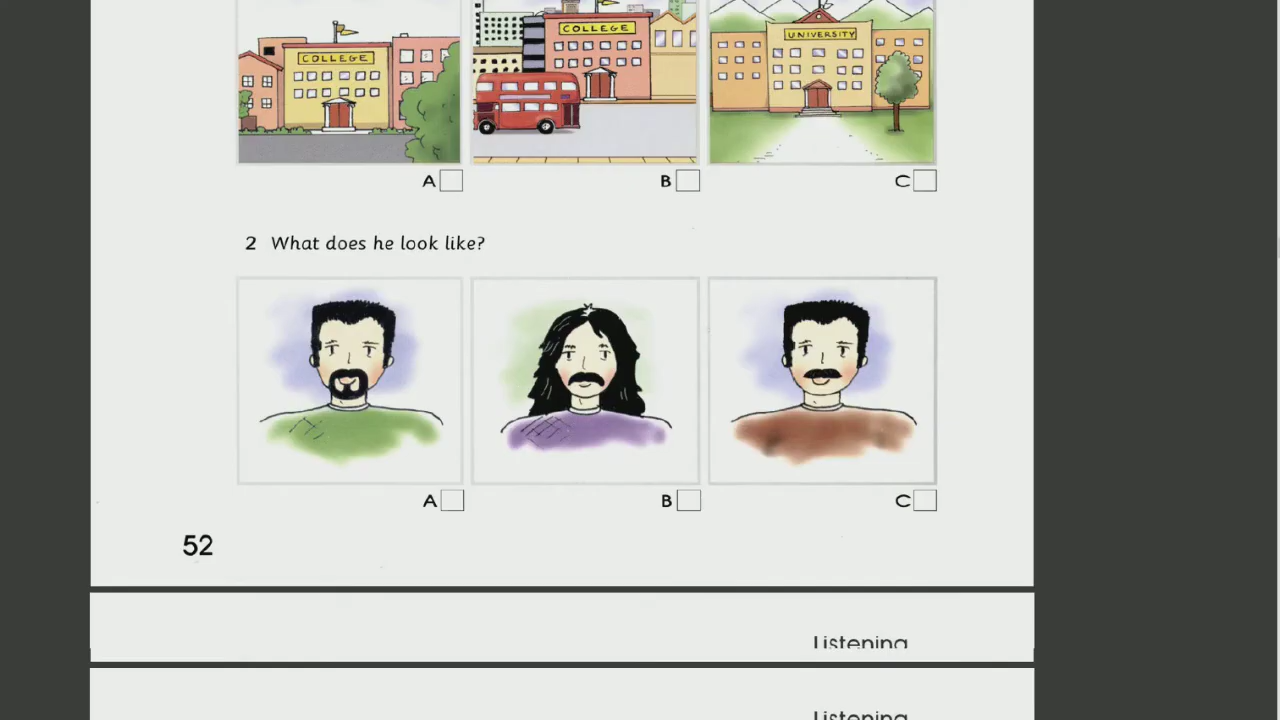 COLLEGE
COLLEGE
UNIVERSITY
A
B
C
2 What does he look like?
A
B
C
52
Listening
Listening